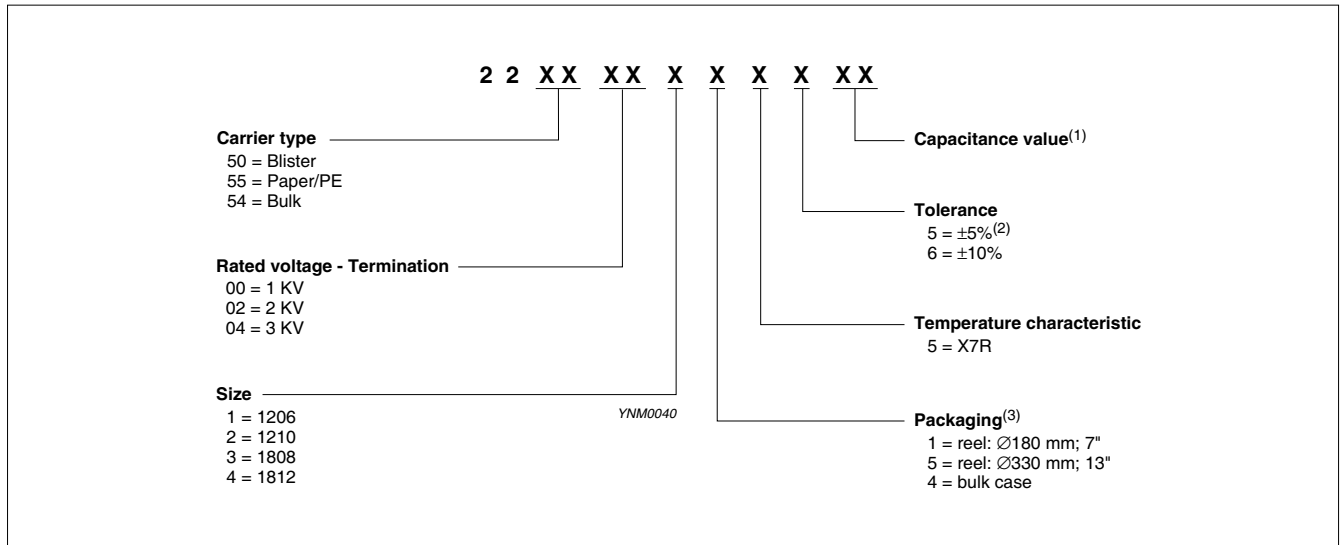 2 2 X X X X X X X X X X
Carrier type
50 = Blister
55 = Paper/PE
54 = Bulk
Rated voltage - Termination
00 = 1 KV
02 = 2 KV
04 = 3 KV
Size
1 = 1206
2 = 1210
3 = 1808
4 = 1812
YNM0040
Capacitance value(1)
Tolerance
5 = ±5%(2)
6 = ±10%
Temperature characteristic
5 = X7R
Packaging(3)
1 = reel: ∅180 mm; 7"
5 = reel: ∅330 mm; 13"
4 = bulk case